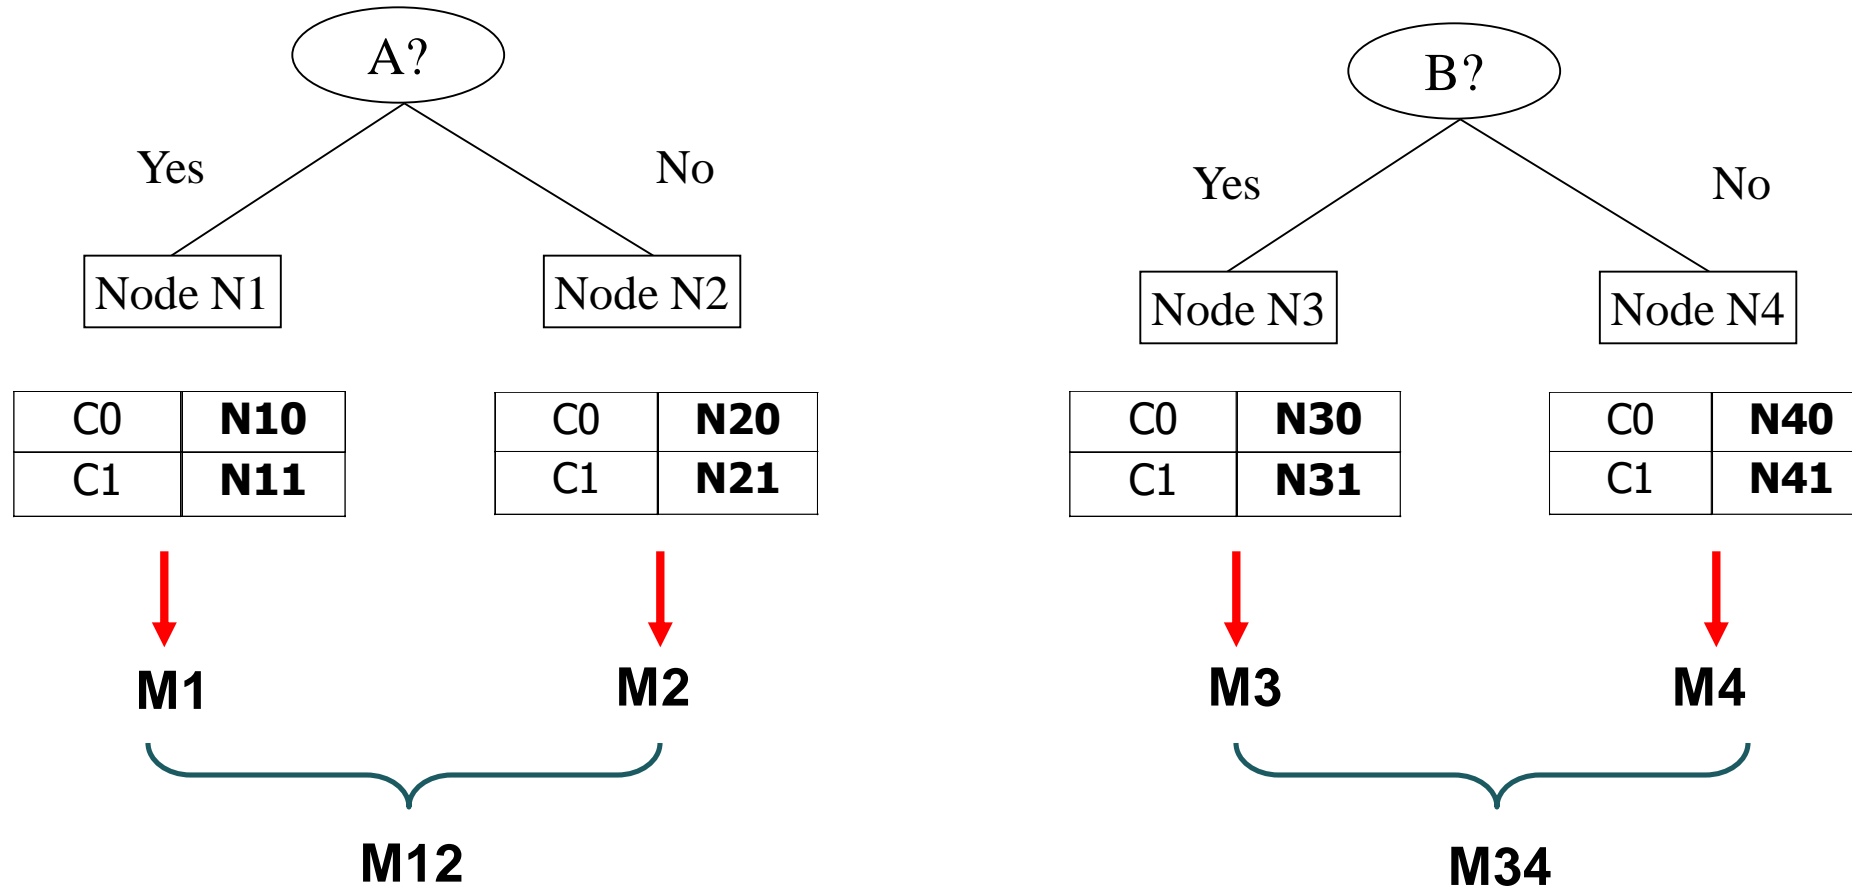 A?
B?
Yes
No
Yes
No
Node N1
Node N2
Node N3
Node N4
C0 N10
C1 N11
C0 N20
C1 N21
C0 N30
C1 N31
C0 N40
C1 N41
M1
M2
M3
M4
M12
M34